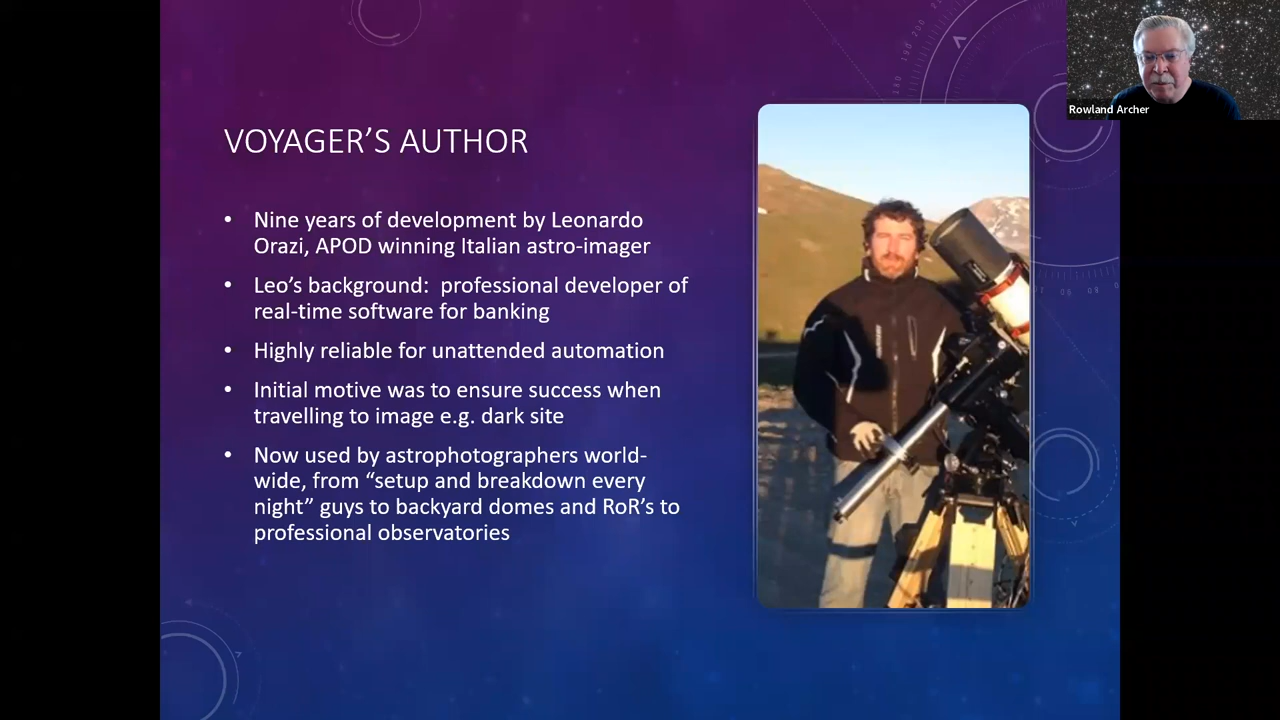 Rowland Archer
VOYAGER’S AUTHOR
• Nine years of development by Leonardo
Orazi, APOD winning Italian astro-imager
• Leo’s background:  professional developer of
real-time software for banking
• Highly reliable for unattended automation
• Initial motive was to ensure success when
travelling to image e.g. dark site
• Now used by astrophotographers world-
wide, from “setup and breakdown every
night” guys to backyard domes and RoR’s to
professional observatories